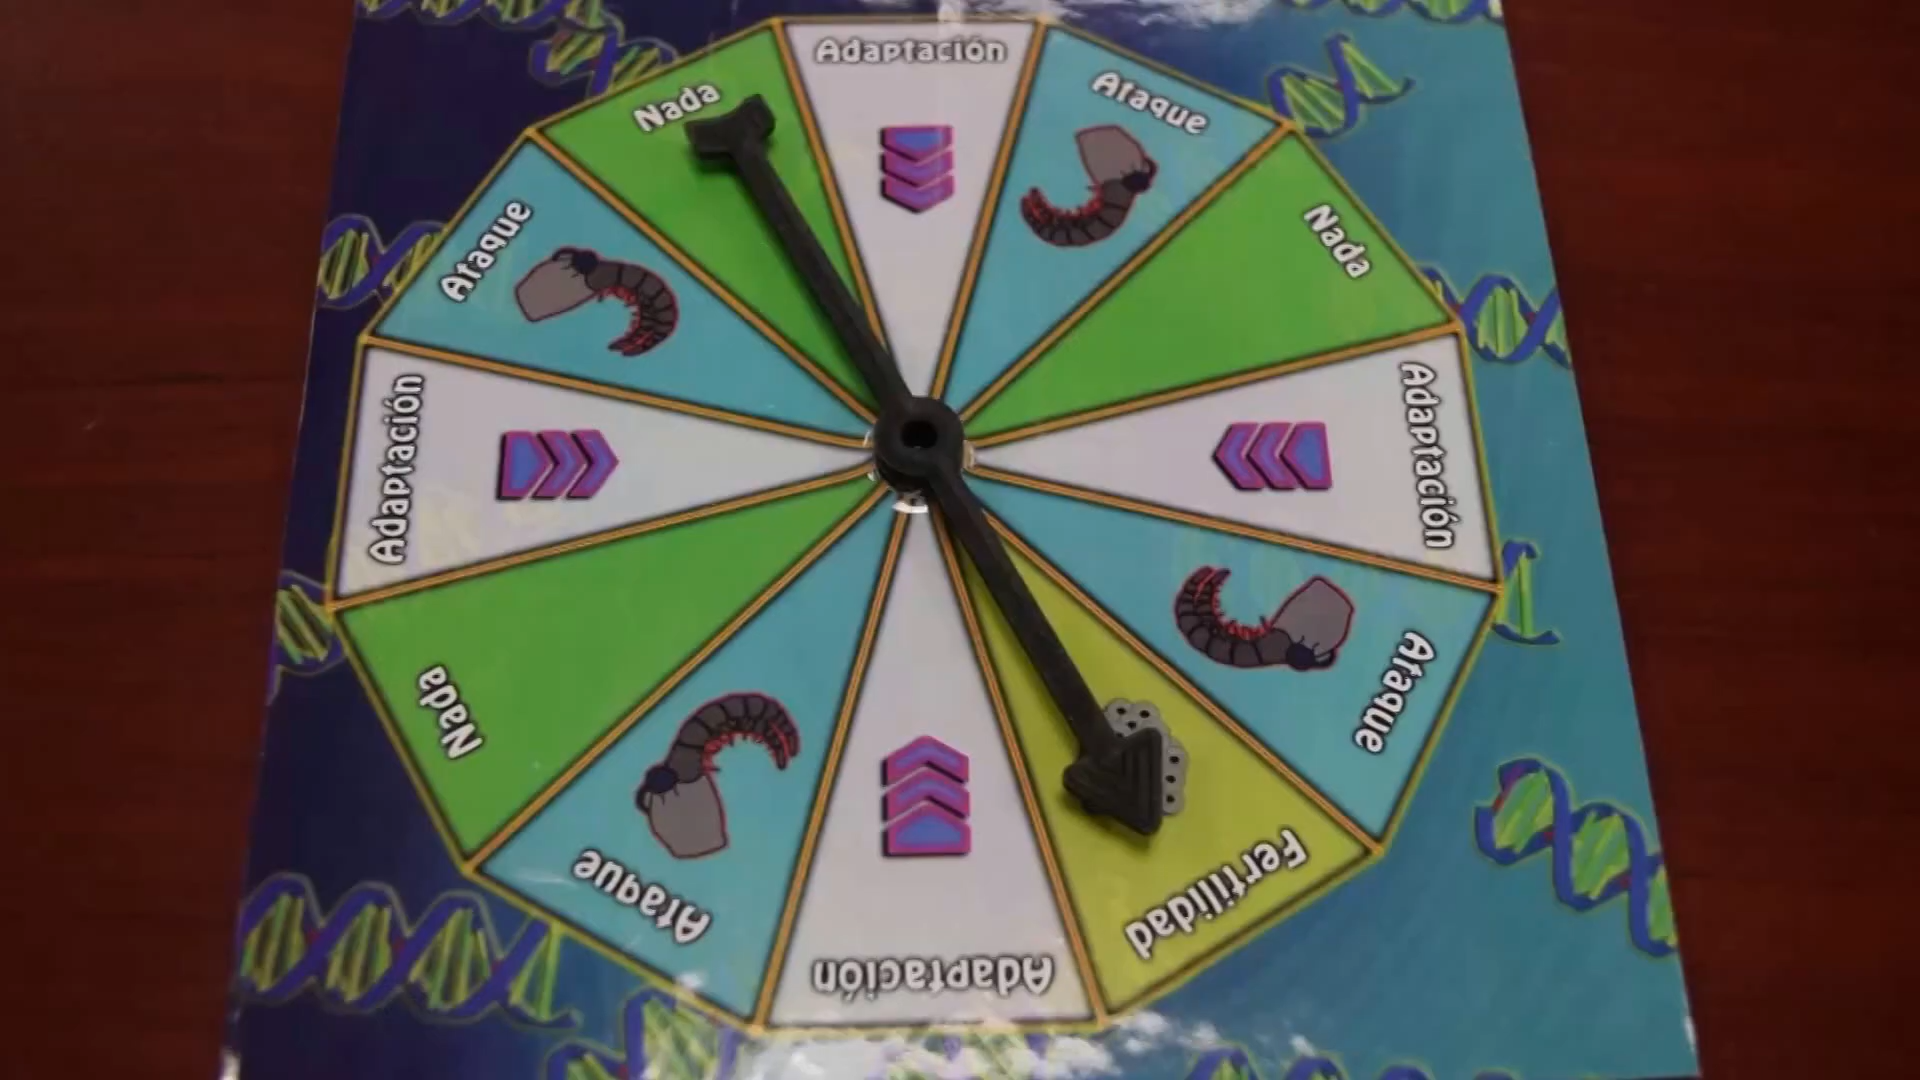 Adaptación
Ataque
Nada
Adaptación
Ataque
Fertilidad
Adaptación
Ataque
Nada
Adaptación
Ataque
Nada